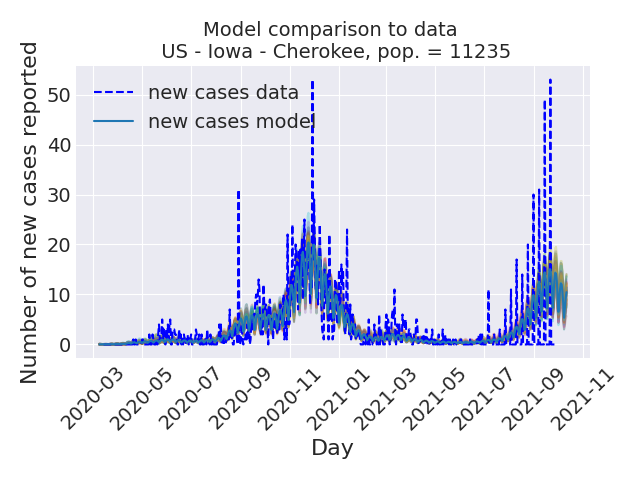 Model comparison to data
US - Iowa - Cherokee, pop. = 11235
Number of new cases reported
50
40
30
20
10
0
new cases data
new cases model
2020-03
2020-05
2020-07
2020-09
2020-11
2021-01
2021-03
2021-05
2021-07
2021-09
2021-11
Day